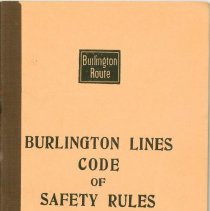 Burlington
Route
BURLINGTON LINES
CODE
OF
SAFETY RULES